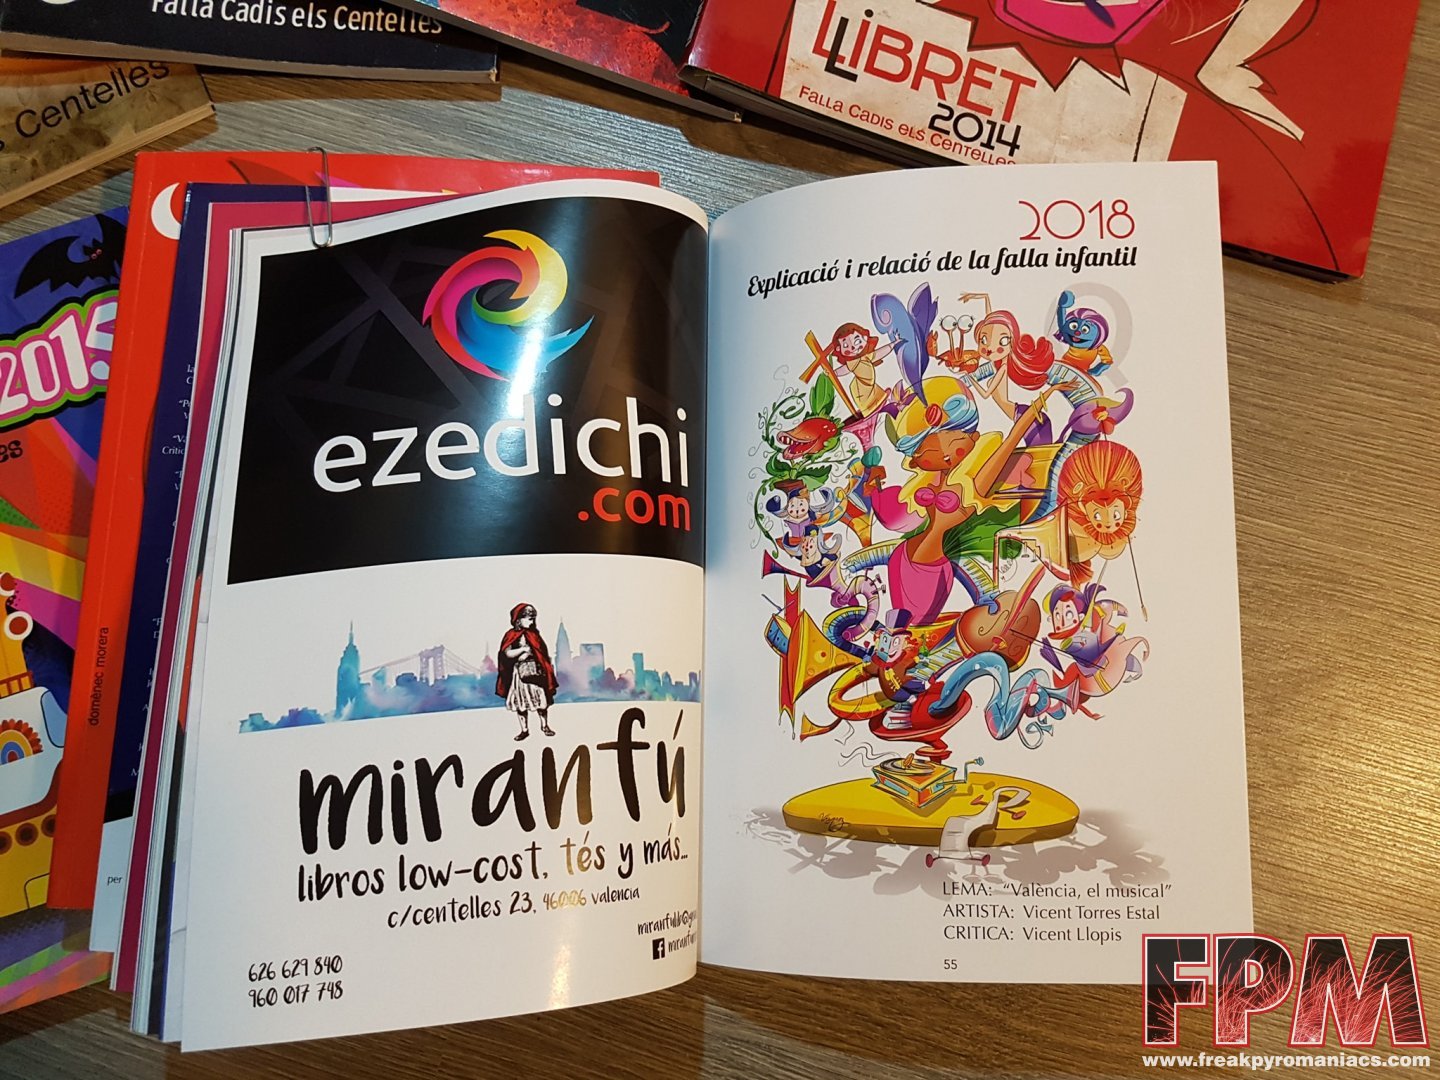 Falla Cadis els Centelles
Centelles
LLIBRET
2014
Falla Cadis els Centelles
2015
domènec morera
per
ezedichi
.com
miranfú
libros low-cost, tés y más...
c/centelles 23, 46006 valencia
626 629 840
960 017 748
2018
Explicació i relació de la falla infantil
LEMA: "València, el musical"
ARTISTA: Vicent Torres Estal
CRITICA: Vicent Llopis
55
FPM
www.freakpyromaniacs.com